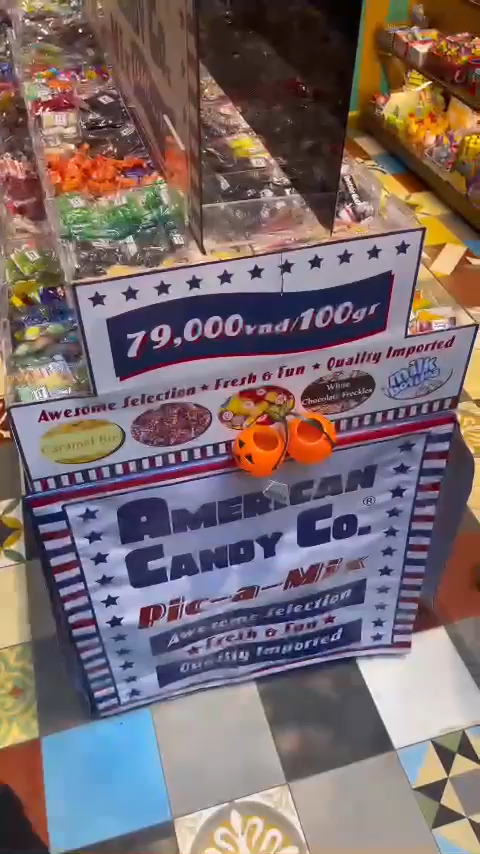 79,000vnd/100gr
Awesome Selection ★ Fresh & Fun ★ Quality Imported
Caramel
White
Chocolate Freckles
Milk
AMERICAN
CANDY CO.®
Pic-a-Mix
Awesome Selection
★ Fresh & Fun ★
Quality Imported